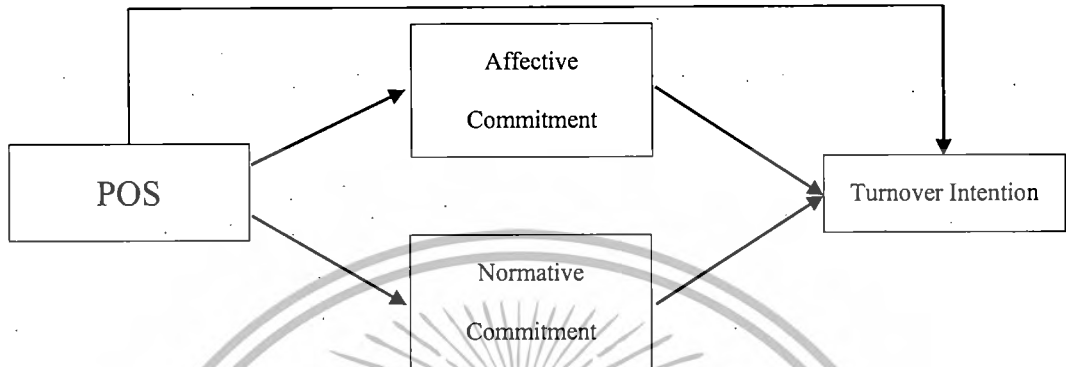 Affective
Commitment
POS
Turnover Intention
Normative
Commitment